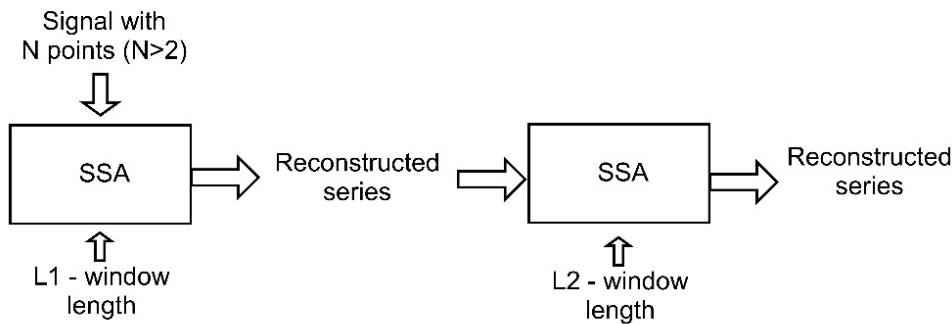 Signal with
N points (N>2)
SSA
L1 - window
length
Reconstructed
series
SSA
L2 - window
length
Reconstructed
series